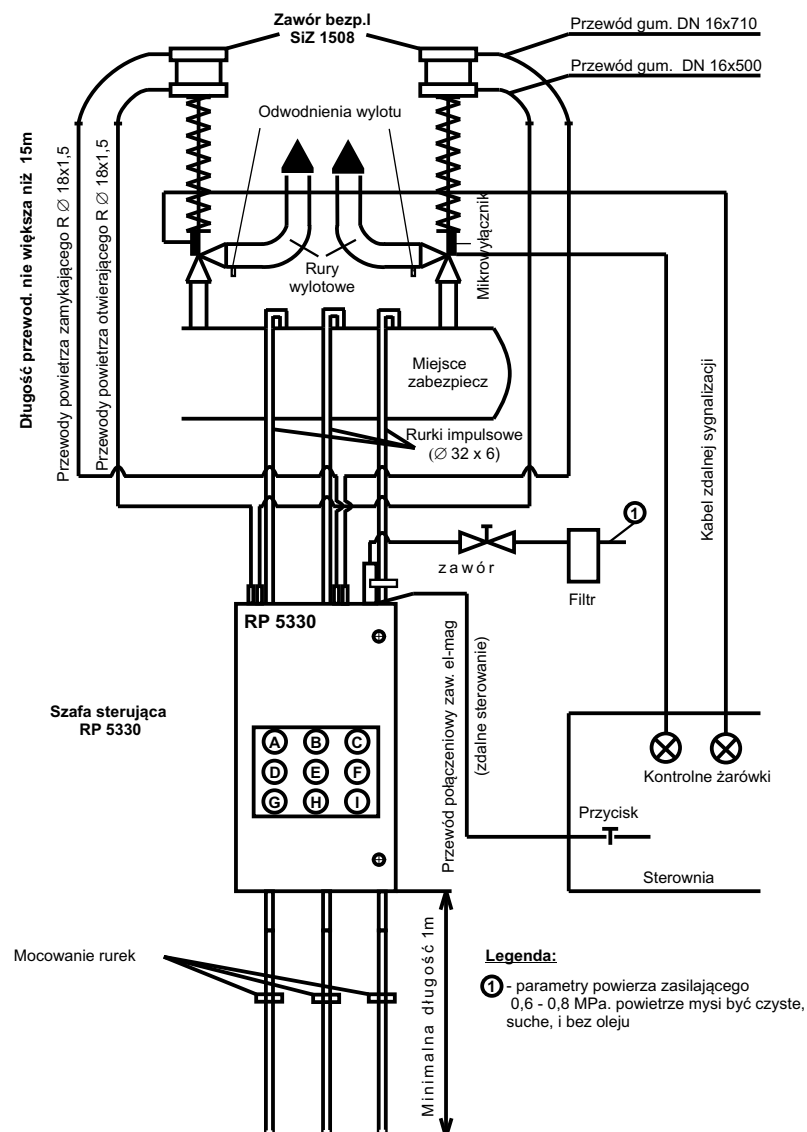 Zawór bezp.I
SiZ 1508
Przewód gum. DN 16x710
Przewód gum. DN 16x500
Odwodnienia wylotu
Długość przewod. nie większa niż 15m
Przewody powietrza zamykającego R ∅ 18x1,5
Przewody powietrza otwierającego R ∅ 18x1,5
Mikrowyłącznik
Rury
wylotowe
Miejsce
zabezpiecz
Rurki impulsowe
(∅ 32 x 6)
Kabel zdalnej sygnalizacji
1
zawór
Filtr
RP 5330
Szafa sterująca
RP 5330
A B C
D E F
G H I
Przewód połączeniowy zaw. el-mag
(zdalne sterowanie)
Kontrolne żarówki
Przycisk
Sterownia
Mocowanie rurek
Minimalna długość 1m
Legenda:
1 - parametry powierza zasilającego
0,6 - 0,8 MPa. powietrze mysi być czyste,
suche, i bez oleju